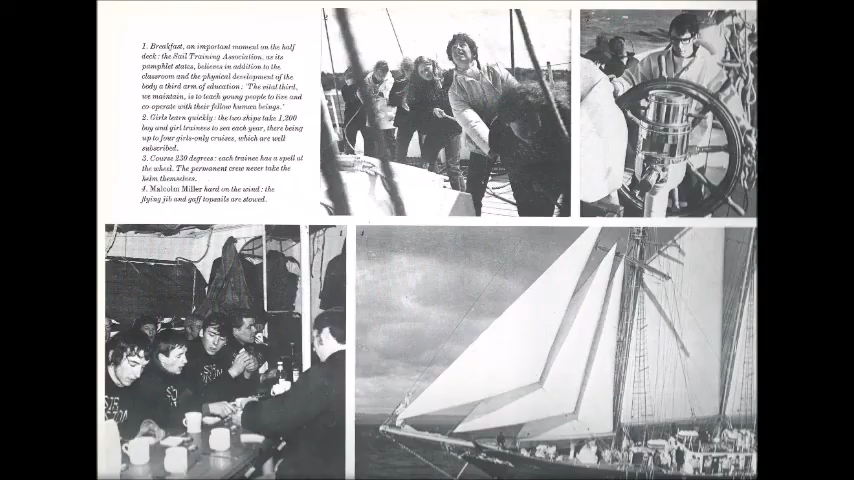 1. Breakfast, an important moment on the half
deck: the Sail Training Association, as its
pamphlet states, believes in addition to the
classroom and the physical development of the
body a third arm of education: 'The vital third,
we maintain, is to teach young people to live and
co-operate with their fellow human beings.'
2. Girls learn quickly: the two ships take 1,200
boy and girl trainees to sea each year, there being
up to four girls-only cruises, which are well
subscribed.
3. Course 230 degrees: each trainee has a spell at
the wheel. The permanent crew never take the
helm themselves.
4. Malcolm Miller hard on the wind: the
flying jib and gaff topsails are stowed.
2
3
1
4